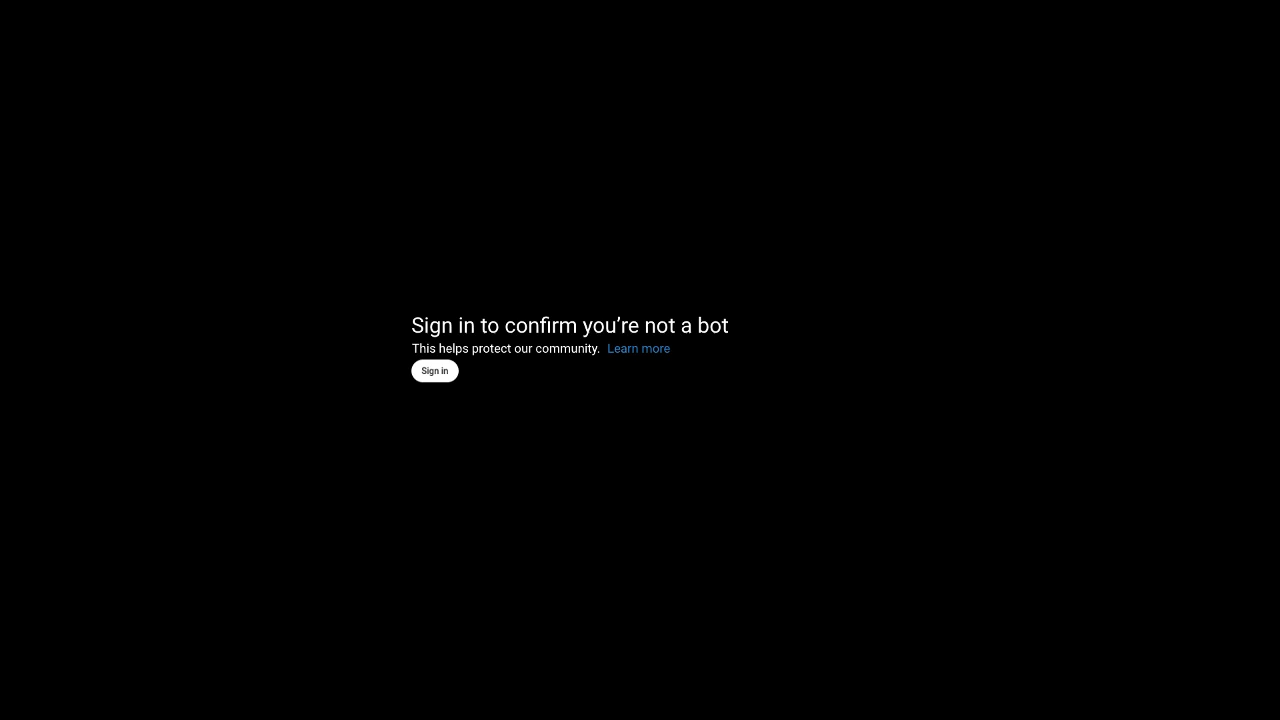 Sign in to confirm you’re not a bot
This helps protect our community. Learn more
Sign in